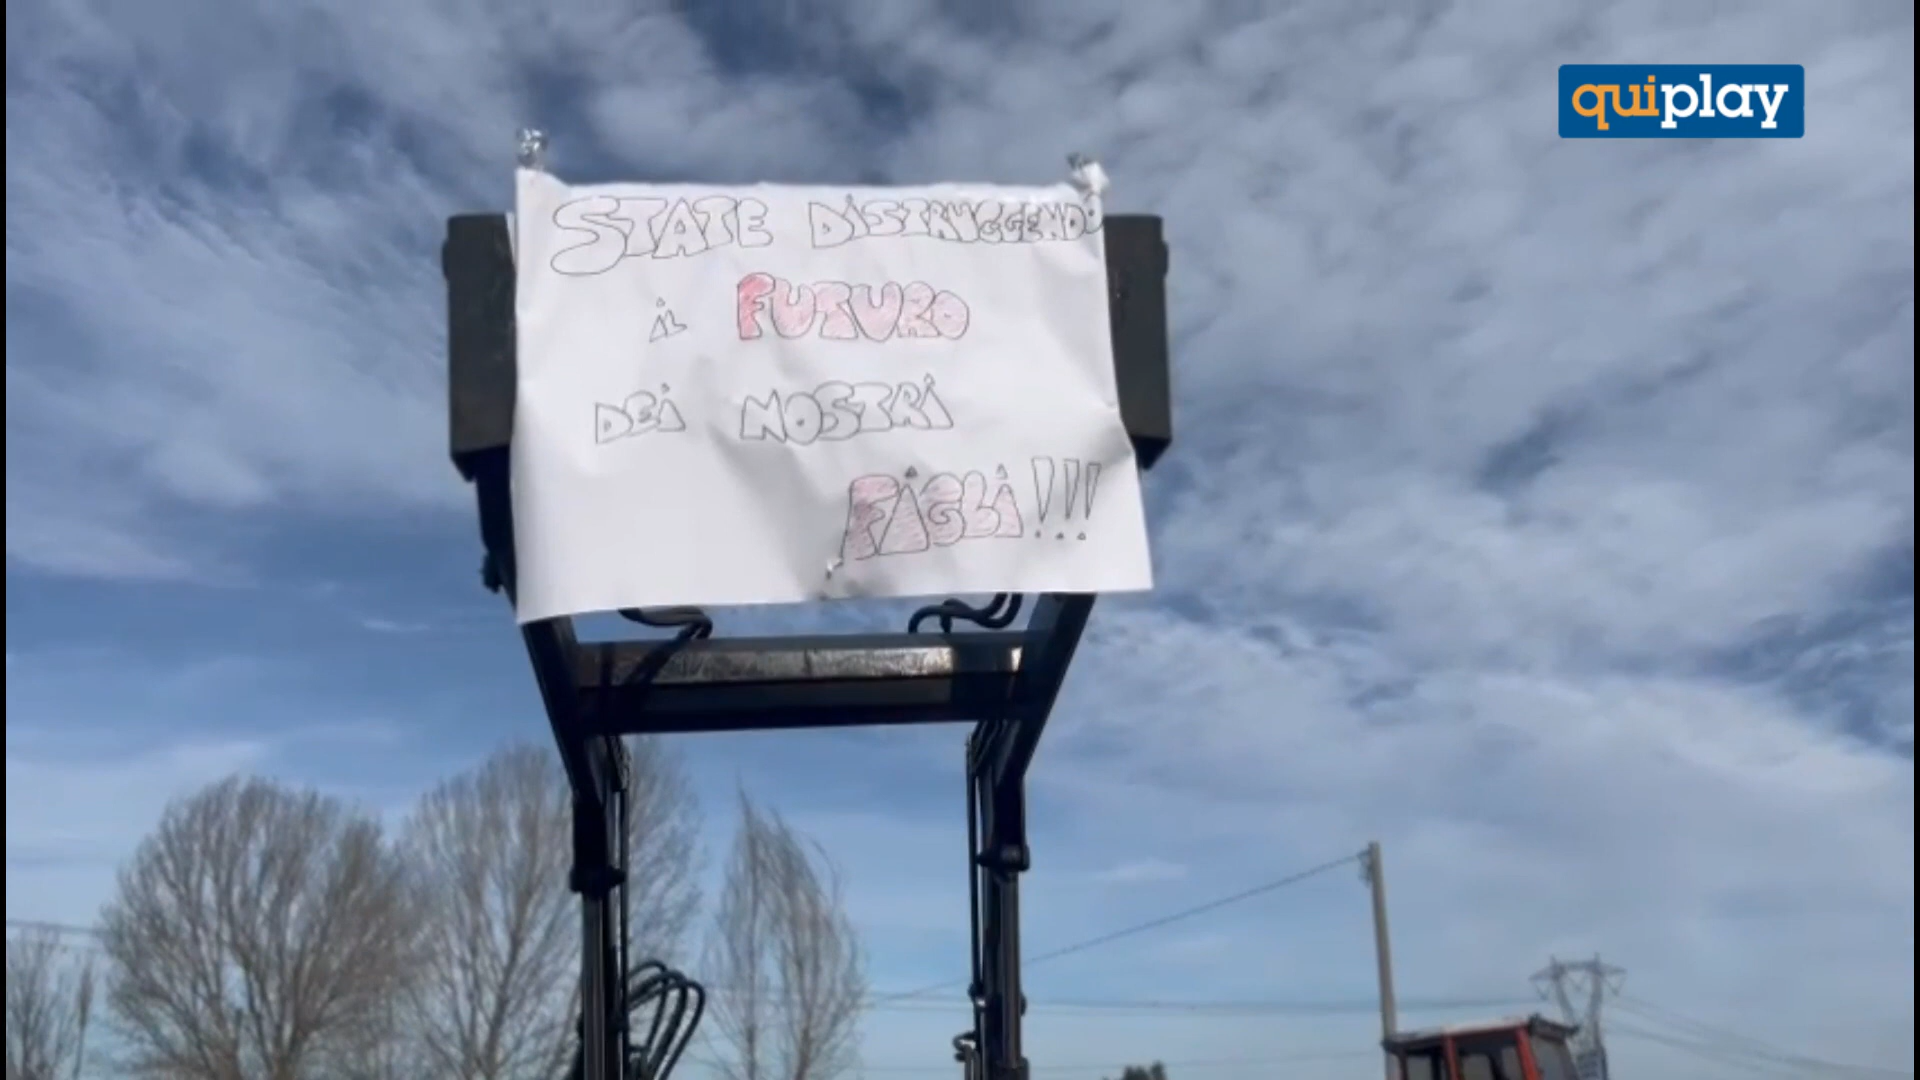 quiplay
STATE DiSTRUGGENDO
iL FUTURO
DEi NOSTRi
FiGLi!!!